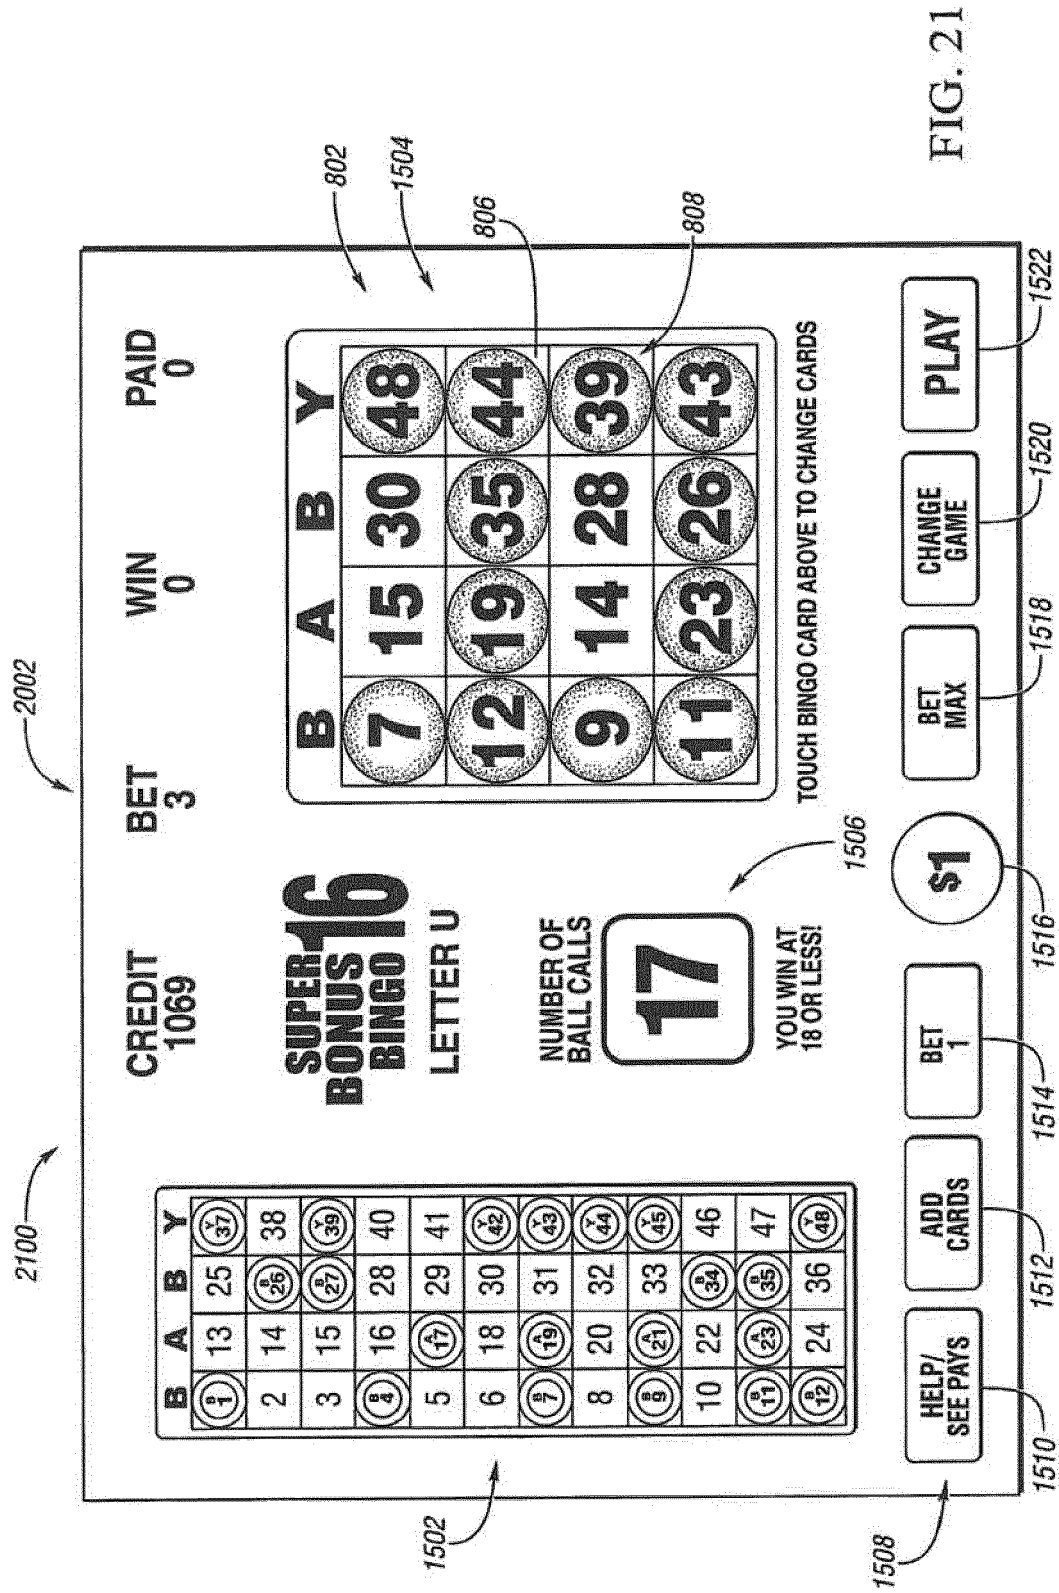 2100
2002
CREDIT
1069
BET
3
WIN
0
PAID
0
802
1504
806
808
B A B Y
B 1 13 25 Y 37
2 14 B 26 38
3 15 B 27 Y 39
B 4 16 28 40
5 A 17 29 41
6 18 30 Y 42
B 7 A 19 31 Y 43
8 20 32 Y 44
B 9 A 21 33 Y 45
10 22 B 34 46
B 11 A 23 B 35 47
B 12 24 36 Y 48
1502
SUPER
BONUS
BINGO 16
LETTER U
NUMBER OF
BALL CALLS
17
YOU WIN AT
18 OR LESS!
1506
B A B Y
7 15 30 48
12 19 35 44
9 14 28 39
11 23 26 43
TOUCH BINGO CARD ABOVE TO CHANGE CARDS
HELP/
SEE PAYS
ADD
CARDS
BET
1
$1
BET
MAX
CHANGE
GAME
PLAY
1508
1510
1512
1514
1516
1518
1520
1522
FIG. 21